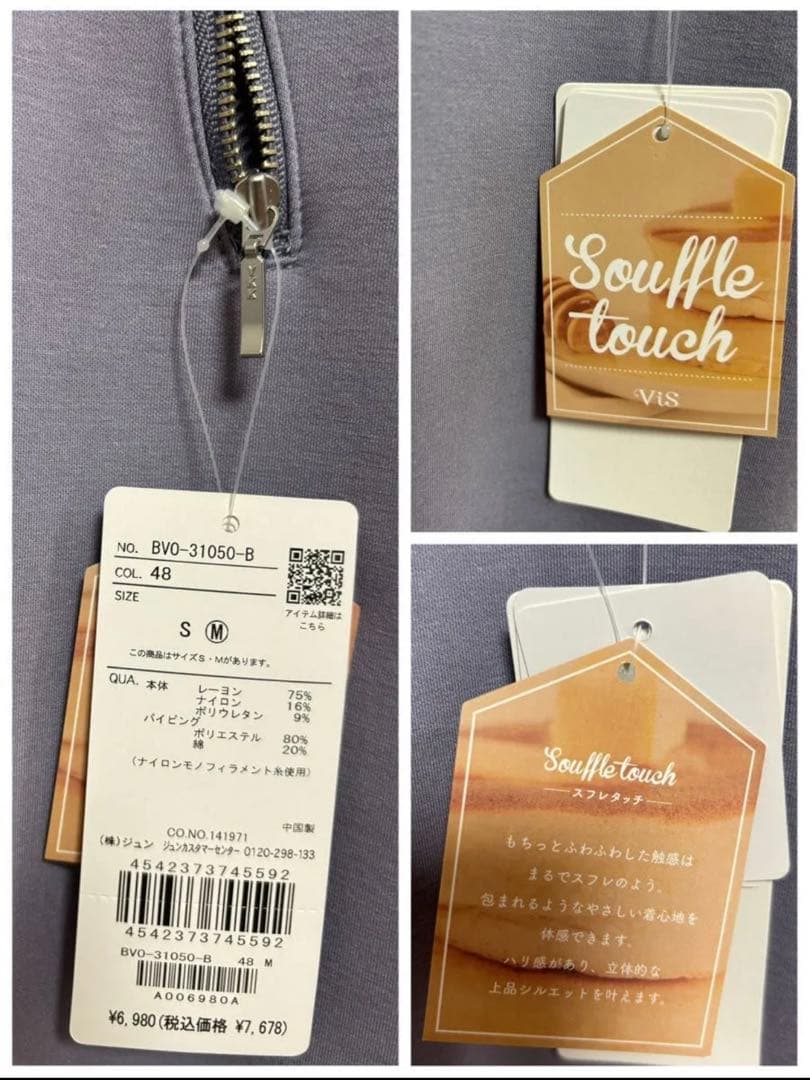 YKK
NO. BVO-31050-B
COL. 48
SIZE
アイテム詳細は
こちら
S Ⓜ
この商品はサイズS・Mがあります。
QUA. 本体 レーヨン 75%
ナイロン 16%
ポリウレタン 9%
パイピング
ポリエステル 80%
綿 20%
(ナイロンモノフィラメント糸使用)
中国製
CO.NO.141971
(株)ジュン ジュンカスタマーセンター 0120-298-133
4542373745592
4542373745592
BVO-31050-B 48 M
A006980A
¥6,980(税込価格 ¥7,678)
Souffle
touch
ViS
Souffle touch
スフレタッチ
もちっとふわふわした触感は
まるでスフレのよう。
包まれるようなやさしい着心地を
体感できます。
ハリ感があり、立体的な
上品シルエットを叶えます。